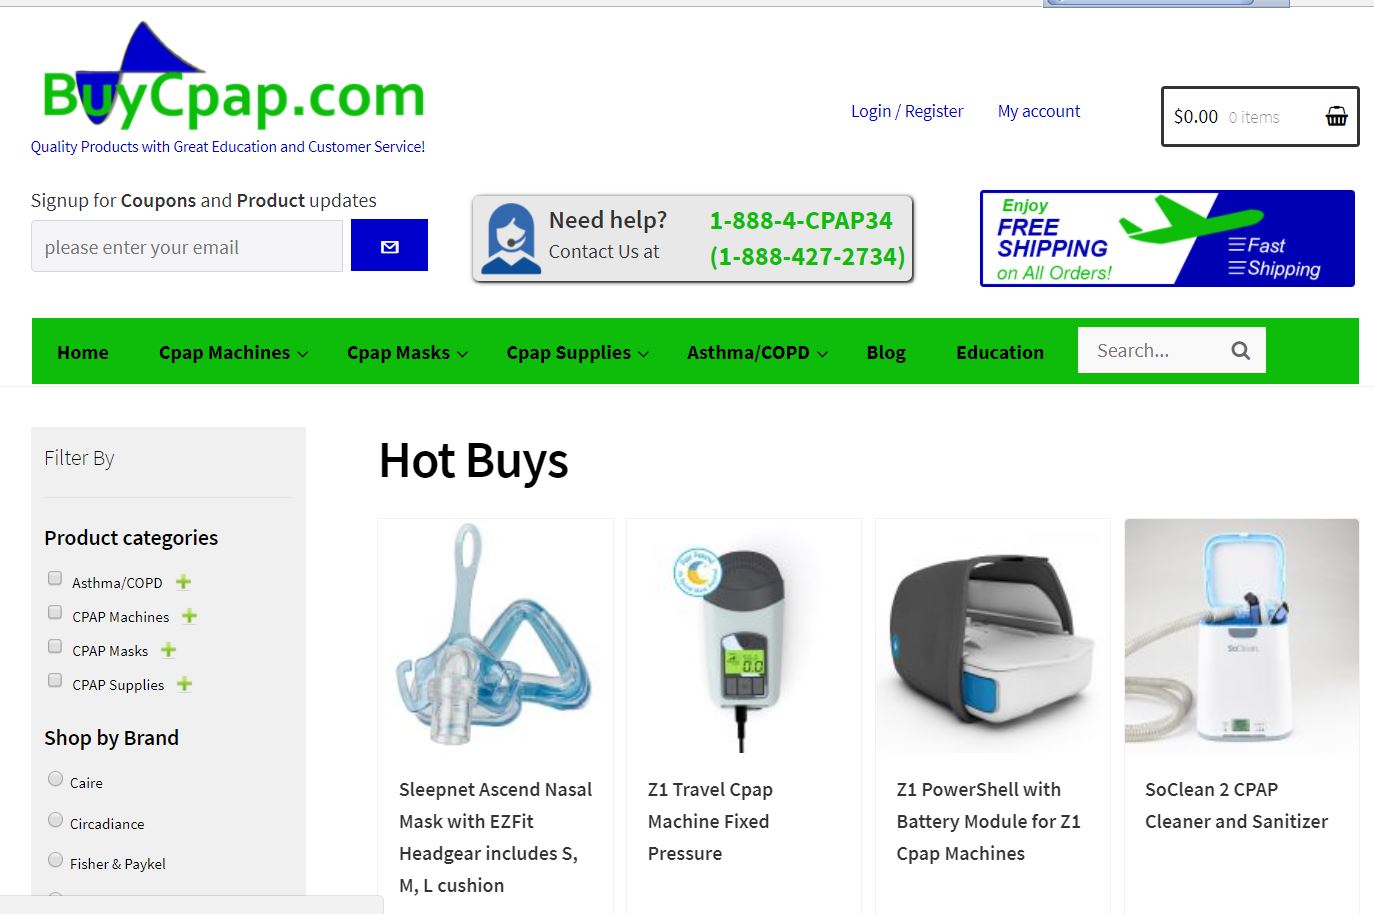 BuyCpap.com
Quality Products with Great Education and Customer Service!
Login / Register
My account
$0.00 0 items
Signup for Coupons and Product updates
please enter your email
Need help?
Contact Us at
1-888-4-CPAP34
(1-888-427-2734)
Enjoy
FREE
SHIPPING
on All Orders!
Fast
Shipping
Home
Cpap Machines
Cpap Masks
Cpap Supplies
Asthma/COPD
Blog
Education
Search...
Filter By
Product categories
Asthma/COPD
CPAP Machines
CPAP Masks
CPAP Supplies
Shop by Brand
Caire
Circadiance
Fisher & Paykel
Hot Buys
0.0
Sleepnet Ascend Nasal
Mask with EZFit
Headgear includes S,
M, L cushion
Z1 Travel Cpap
Machine Fixed
Pressure
Z1 PowerShell with
Battery Module for Z1
Cpap Machines
SoClean
SoClean 2 CPAP
Cleaner and Sanitizer